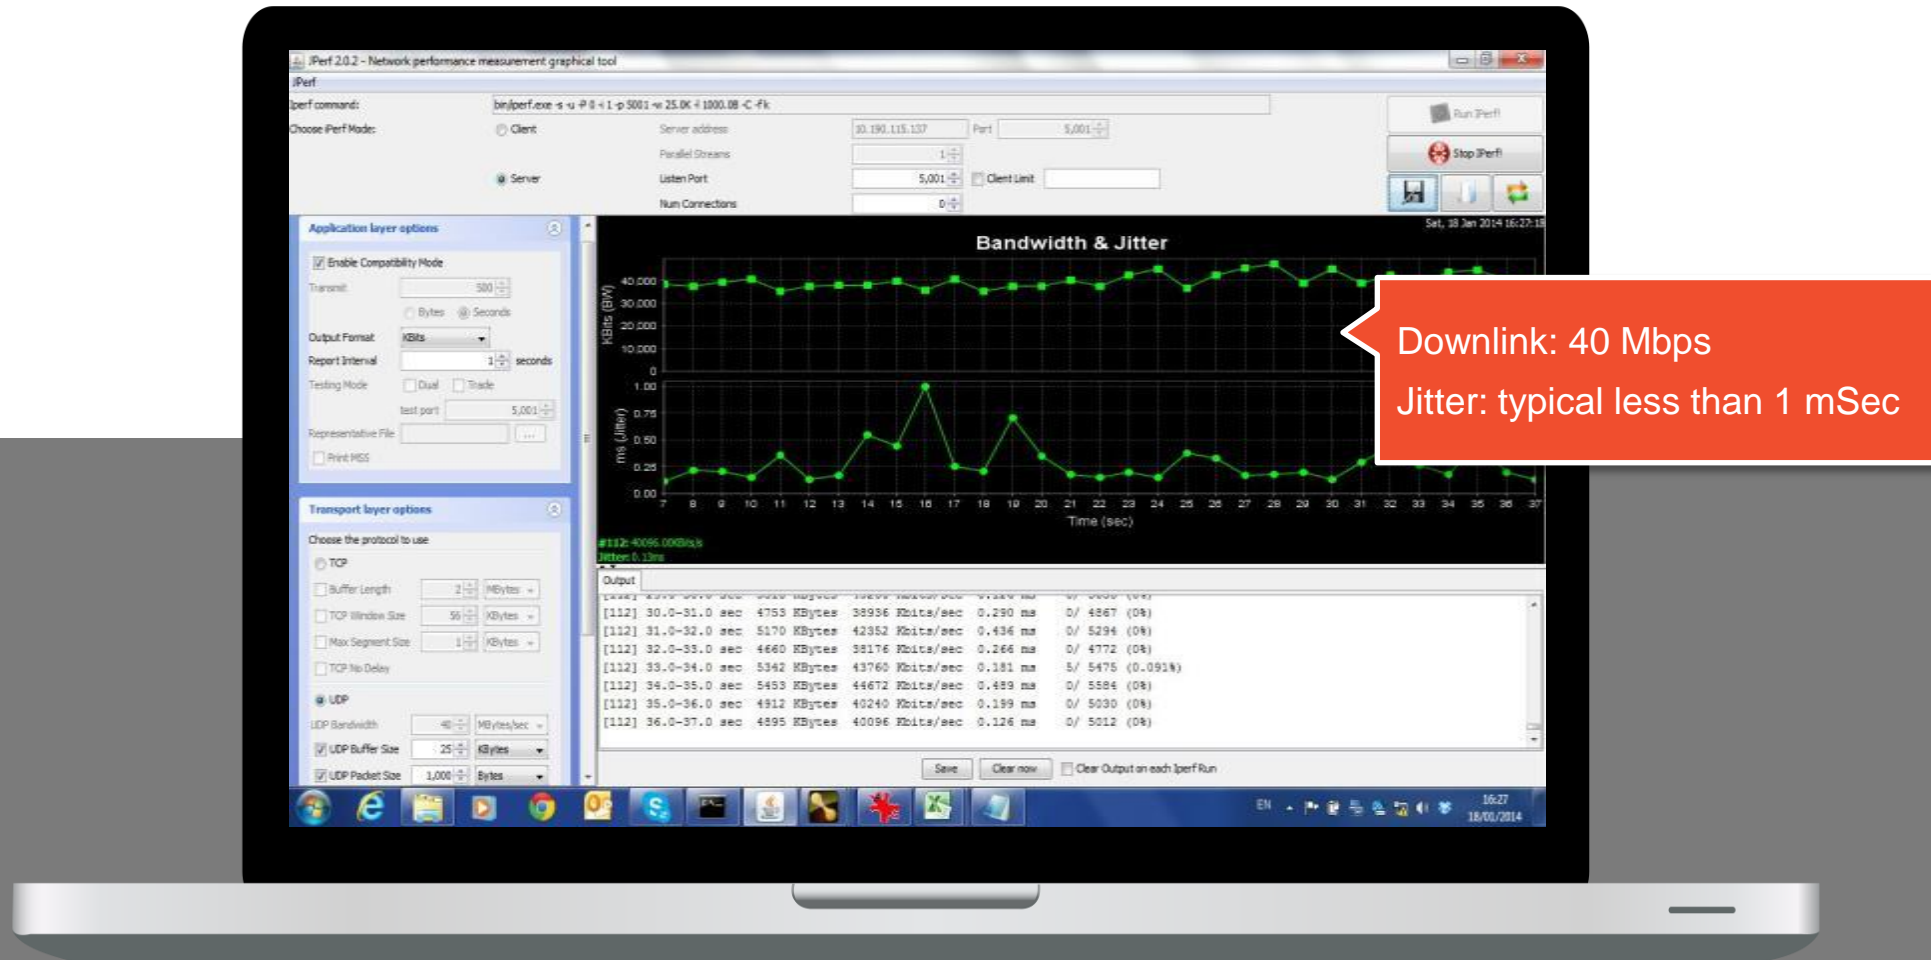 JPerf 2.0.2 - Network performance measurement graphical tool
JPerf
Iperf command:
bin/iperf.exe -s -u -P 0 -i 1 -p 5001 -w 25.0K -l 1000.0B -C -f k
Choose iPerf Mode:
Client
Server address
10.190.115.137
Port
5,001
Parallel Streams
1
Server
Listen Port
5,001
Client Limit
Num Connections
0
Run IPerf!
Stop IPerf!
Application layer options
Enable Compatibility Mode
Transmit
500
Bytes
Seconds
Output Format
KBits
Report Interval
1
seconds
Testing Mode
Dual
Trade
test port
5,001
Representative File
...
Print MSS
Transport layer options
Choose the protocol to use
TCP
Buffer Length
2
MBytes
TCP Window Size
56
KBytes
Max Segment Size
1
KBytes
TCP No Delay
UDP
UDP Bandwidth
40
MBytes/sec
UDP Buffer Size
25
KBytes
UDP Packet Size
1,000
Bytes
Sat, 18 Jan 2014 16:27:18
Bandwidth & Jitter
KBits (BW)
40,000
30,000
20,000
10,000
0
ms (Jitter)
1.00
0.75
0.50
0.25
0.00
7 8 9 10 11 12 13 14 15 16 17 18 19 20 21 22 23 24 25 26 27 28 29 30 31 32 33 34 35 36 37
Time (sec)
#112: 40096.00KBits/s
Jitter: 0.13ms
Downlink: 40 Mbps
Jitter: typical less than 1 mSec
Output
[112] 30.0-31.0 sec 4753 KBytes 38936 Kbits/sec 0.290 ms 0/ 4867 (0%)
[112] 31.0-32.0 sec 5170 KBytes 42352 Kbits/sec 0.436 ms 0/ 5294 (0%)
[112] 32.0-33.0 sec 4660 KBytes 38176 Kbits/sec 0.266 ms 0/ 4772 (0%)
[112] 33.0-34.0 sec 5342 KBytes 43760 Kbits/sec 0.181 ms 5/ 5475 (0.091%)
[112] 34.0-35.0 sec 5453 KBytes 44672 Kbits/sec 0.489 ms 0/ 5584 (0%)
[112] 35.0-36.0 sec 4912 KBytes 40240 Kbits/sec 0.199 ms 0/ 5030 (0%)
[112] 36.0-37.0 sec 4895 KBytes 40096 Kbits/sec 0.126 ms 0/ 5012 (0%)
Save
Clear now
Clear Output on each Iperf Run
EN
16:27
18/01/2014